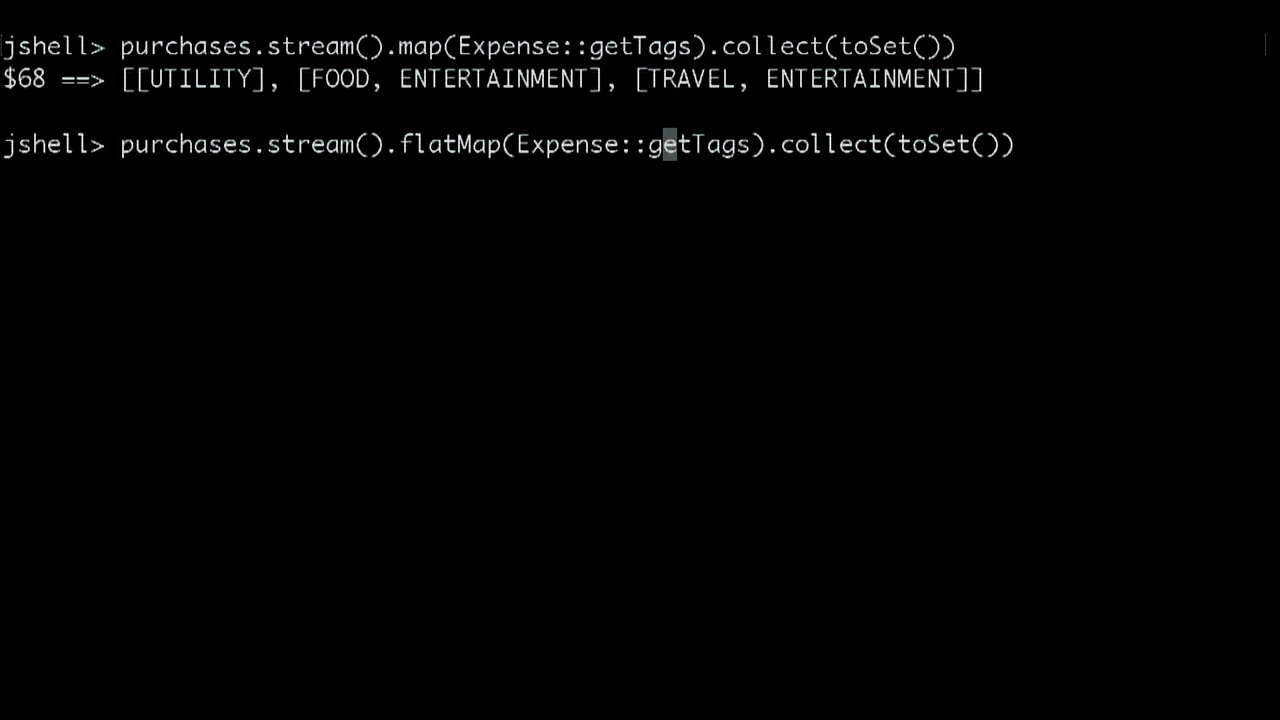 jshell> purchases.stream().map(Expense::getTags).collect(toSet())
$68 ==> [[UTILITY], [FOOD, ENTERTAINMENT], [TRAVEL, ENTERTAINMENT]]
jshell> purchases.stream().flatMap(Expense::getTags).collect(toSet())